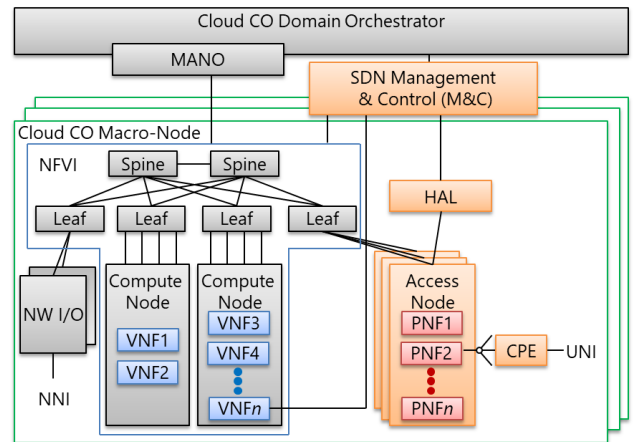 Cloud CO Domain Orchestrator
MANO
SDN Management
& Control (M&C)
Cloud CO Macro-Node
NFVI
Spine
Spine
HAL
Leaf
Leaf
Leaf
Leaf
NW I/O
Compute
Node
VNF1
VNF2
Compute
Node
VNF3
VNF4
VNFn
Access
Node
PNF1
PNF2
PNFn
CPE
UNI
NNI